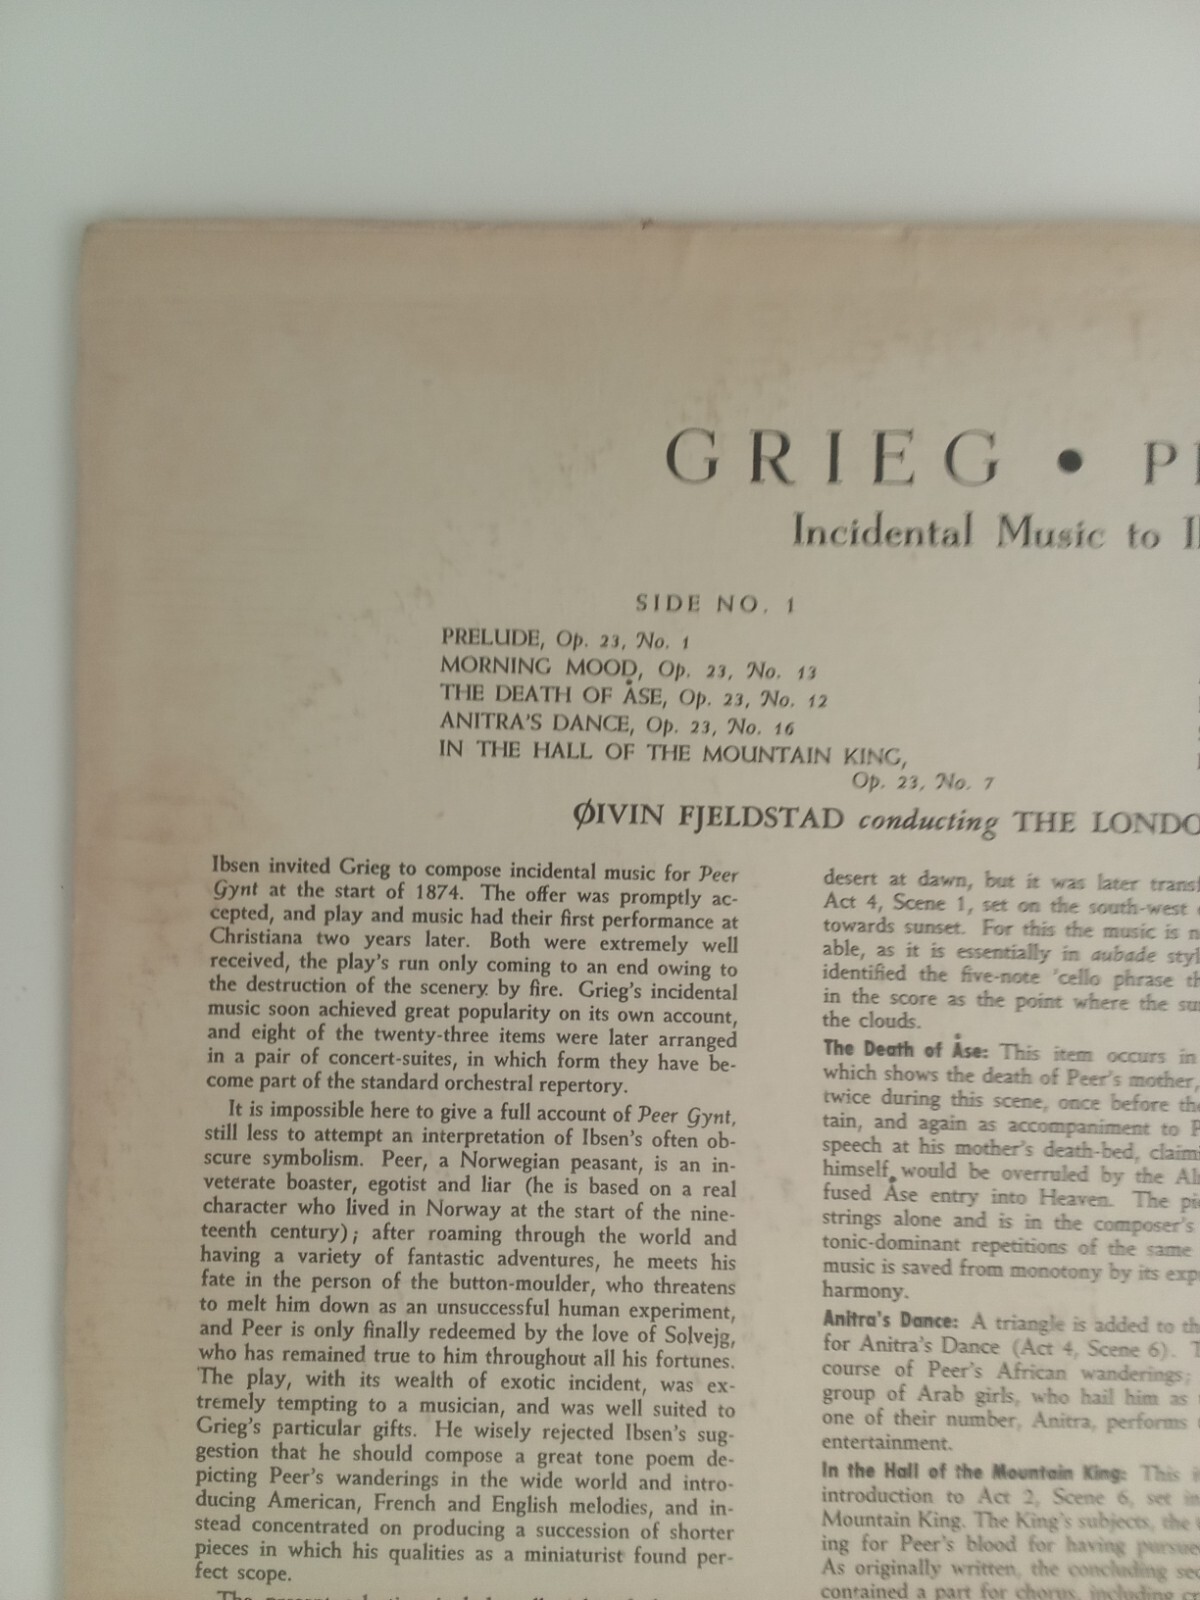 GRIEG •
Incidental Music to
SIDE NO. 1
PRELUDE, Op. 23, No. 1
MORNING MOOD, Op. 23, No. 13
THE DEATH OF ÅSE, Op. 23, No. 12
ANITRA'S DANCE, Op. 23, No. 16
IN THE HALL OF THE MOUNTAIN KING,
Op. 23, No. 7
ØIVIN FJELDSTAD conducting THE
Ibsen invited Grieg to compose incidental music for Peer
Gynt at the start of 1874. The offer was promptly ac-
cepted, and play and music had their first performance at
Christiana two years later. Both were extremely well
received, the play's run only coming to an end owing to
the destruction of the scenery by fire. Grieg's incidental
music soon achieved great popularity on its own account,
and eight of the twenty-three items were later arranged
in a pair of concert-suites, in which form they have be-
come part of the standard orchestral repertory.
It is impossible here to give a full account of Peer Gynt,
still less to attempt an interpretation of Ibsen's often ob-
scure symbolism. Peer, a Norwegian peasant, is an in-
veterate boaster, egotist and liar (he is based on a real
character who lived in Norway at the start of the nine-
teenth century); after roaming through the world and
having a variety of fantastic adventures, he meets his
fate in the person of the button-moulder, who threatens
to melt him down as an unsuccessful human experiment,
and Peer is only finally redeemed by the love of Solvejg,
who has remained true to him throughout all his fortunes.
The play, with its wealth of exotic incident, was ex-
tremely tempting to a musician, and was well suited to
Grieg's particular gifts. He wisely rejected Ibsen's sug-
gestion that he should compose a great tone poem de-
picting Peer's wanderings in the wide world and intro-
ducing American, French and English melodies, and in-
stead concentrated on producing a succession of shorter
pieces in which his qualities as a miniaturist found per-
fect scope.
desert at dawn, but it was later
Act 4, Scene 1, set on the south-west
towards sunset. For this the music is
able, as it is essentially in aubade
identified the five-note 'cello phrase
in the score as the point where the
the clouds.
The Death of Åse: This item occurs in
which shows the death of Peer's mother,
twice during this scene, once before the
tain, and again as accompaniment to
speech at his mother's death-bed,
himself, would be overruled by the
fused Åse entry into Heaven. The
strings alone and is in the composer's
tonic-dominant repetitions of the same
music is saved from monotony by its
harmony.
Anitra's Dance: A triangle is added to
for Anitra's Dance (Act 4, Scene 6).
course of Peer's African wanderings;
group of Arab girls, who hail him as
one of their number, Anitra, performs
entertainment.
In the Hall of the Mountain King: This
introduction to Act 2, Scene 6, set in
Mountain King. The King's subjects, the
ing for Peer's blood for having pursued
As originally written, the concluding
contained a part for chorus, including